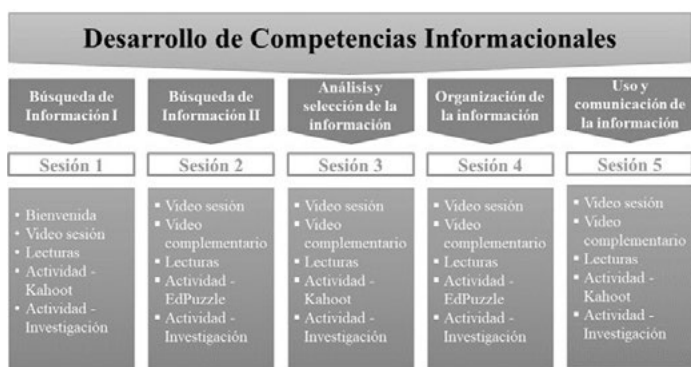 Desarrollo de Competencias Informacionales
Búsqueda de
Información I
Sesión 1
• Bienvenida
• Video sesión
• Lecturas
• Actividad -
Kahoot
• Actividad -
Investigación
Búsqueda de
Información II
Sesión 2
▪ Video sesión
▪ Video
complementario
▪ Lecturas
▪ Actividad -
EdPuzzle
▪ Actividad -
Investigación
Análisis y
selección de la
información
Sesión 3
▪ Video sesión
▪ Video
complementario
▪ Lecturas
▪ Actividad -
Kahoot
▪ Actividad -
Investigación
Organización de
la información
Sesión 4
▪ Video sesión
▪ Video
complementario
▪ Lecturas
▪ Actividad -
EdPuzzle
▪ Actividad -
Investigación
Uso y
comunicación de
la información
Sesión 5
▪ Video sesión
▪ Video
complementario
▪ Lecturas
▪ Actividad -
Kahoot
▪ Actividad -
Investigación